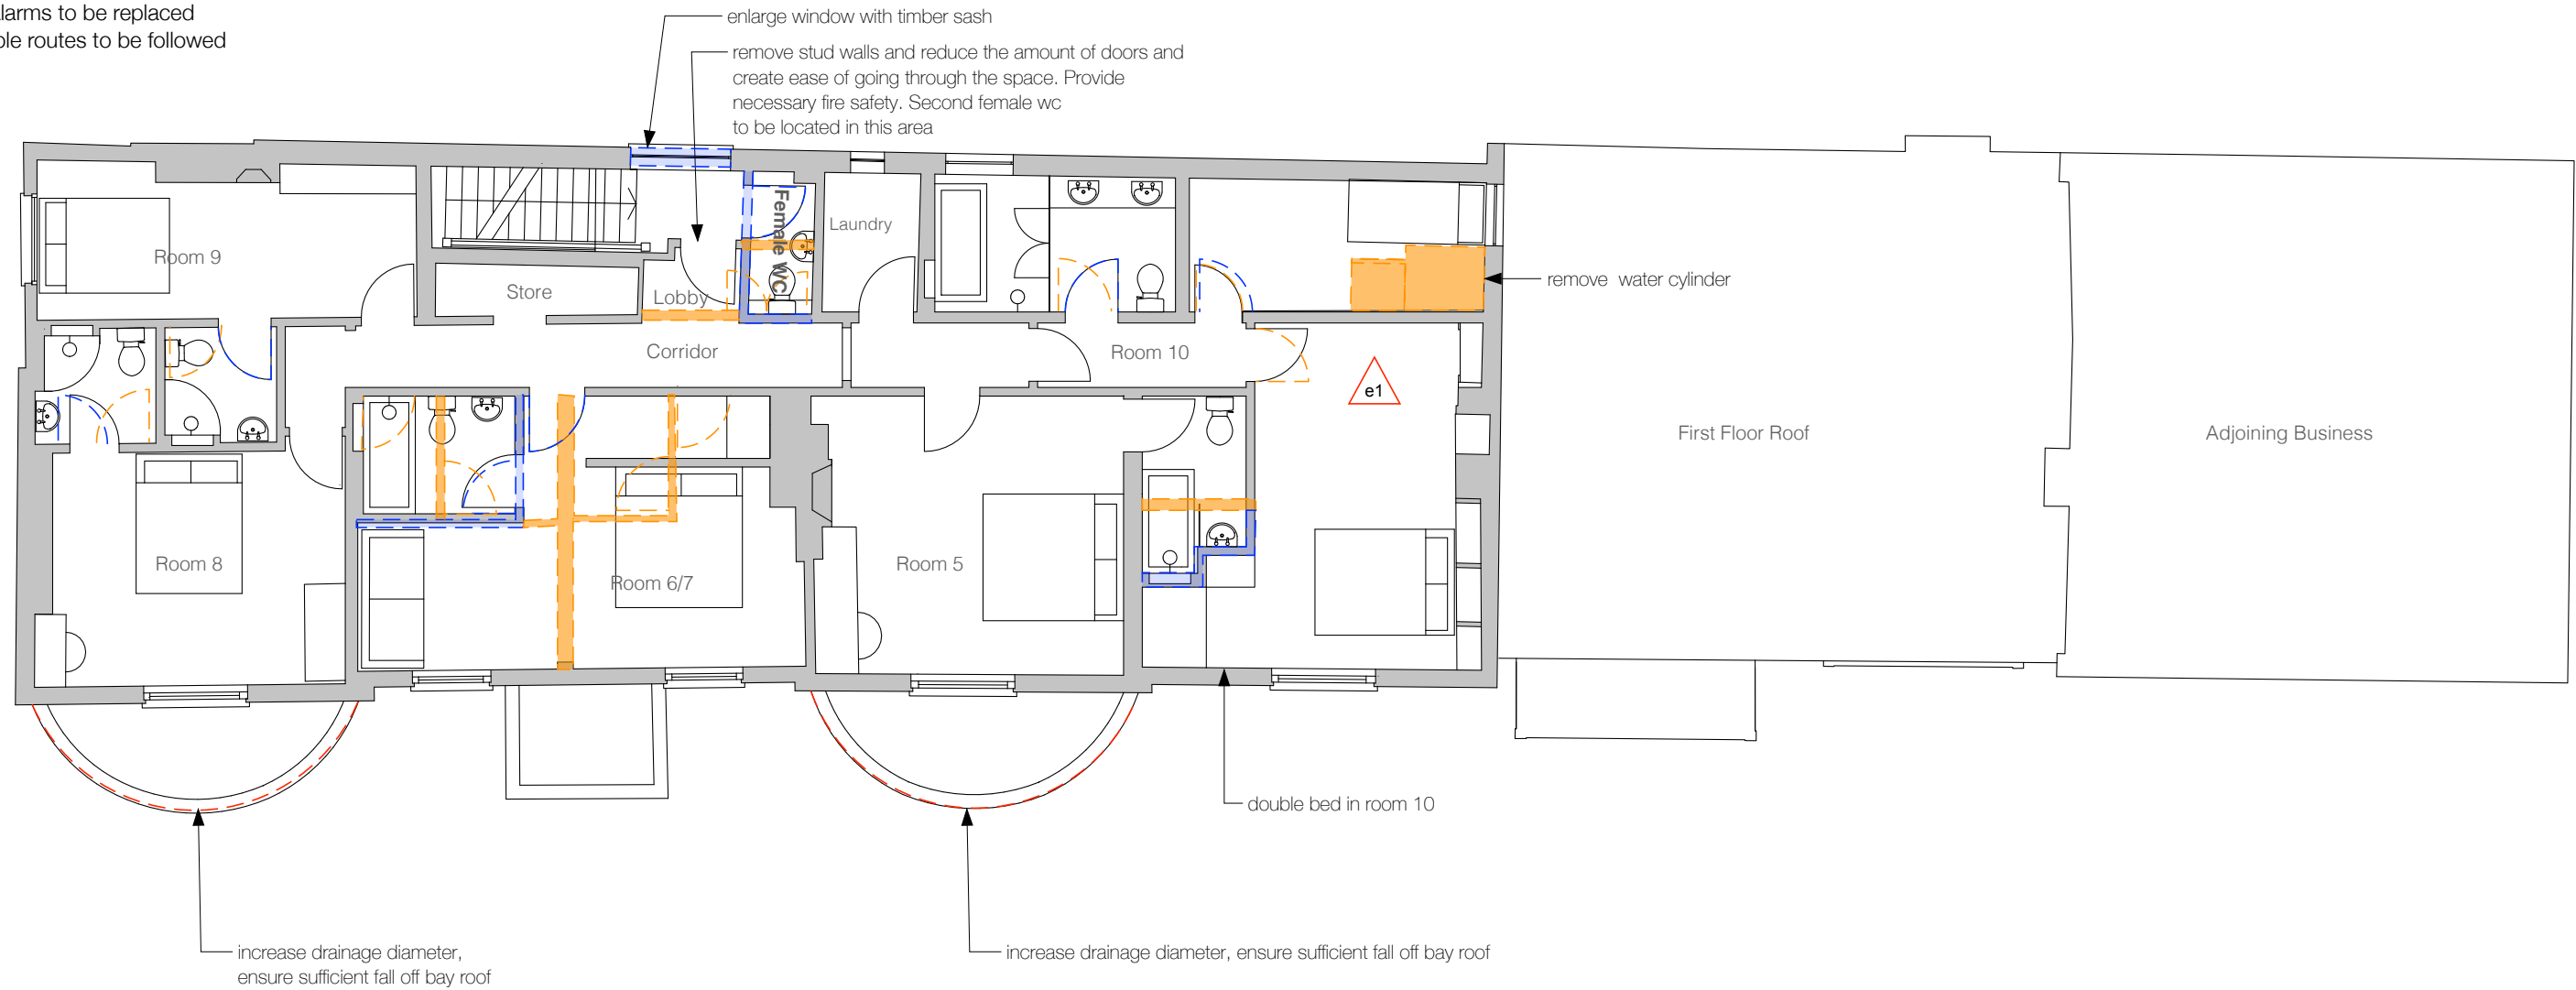 larms to be replaced
ole routes to be followed
enlarge window with timber sash
remove stud walls and reduce the amount of doors and
create ease of going through the space. Provide
necessary fire safety. Second female wc
to be located in this area
Female WC
Laundry
Room 9
Store
Lobby
remove water cylinder
Corridor
Room 10
e1
First Floor Roof
Adjoining Business
Room 8
Room 6/7
Room 5
double bed in room 10
increase drainage diameter,
ensure sufficient fall off bay roof
increase drainage diameter, ensure sufficient fall off bay roof